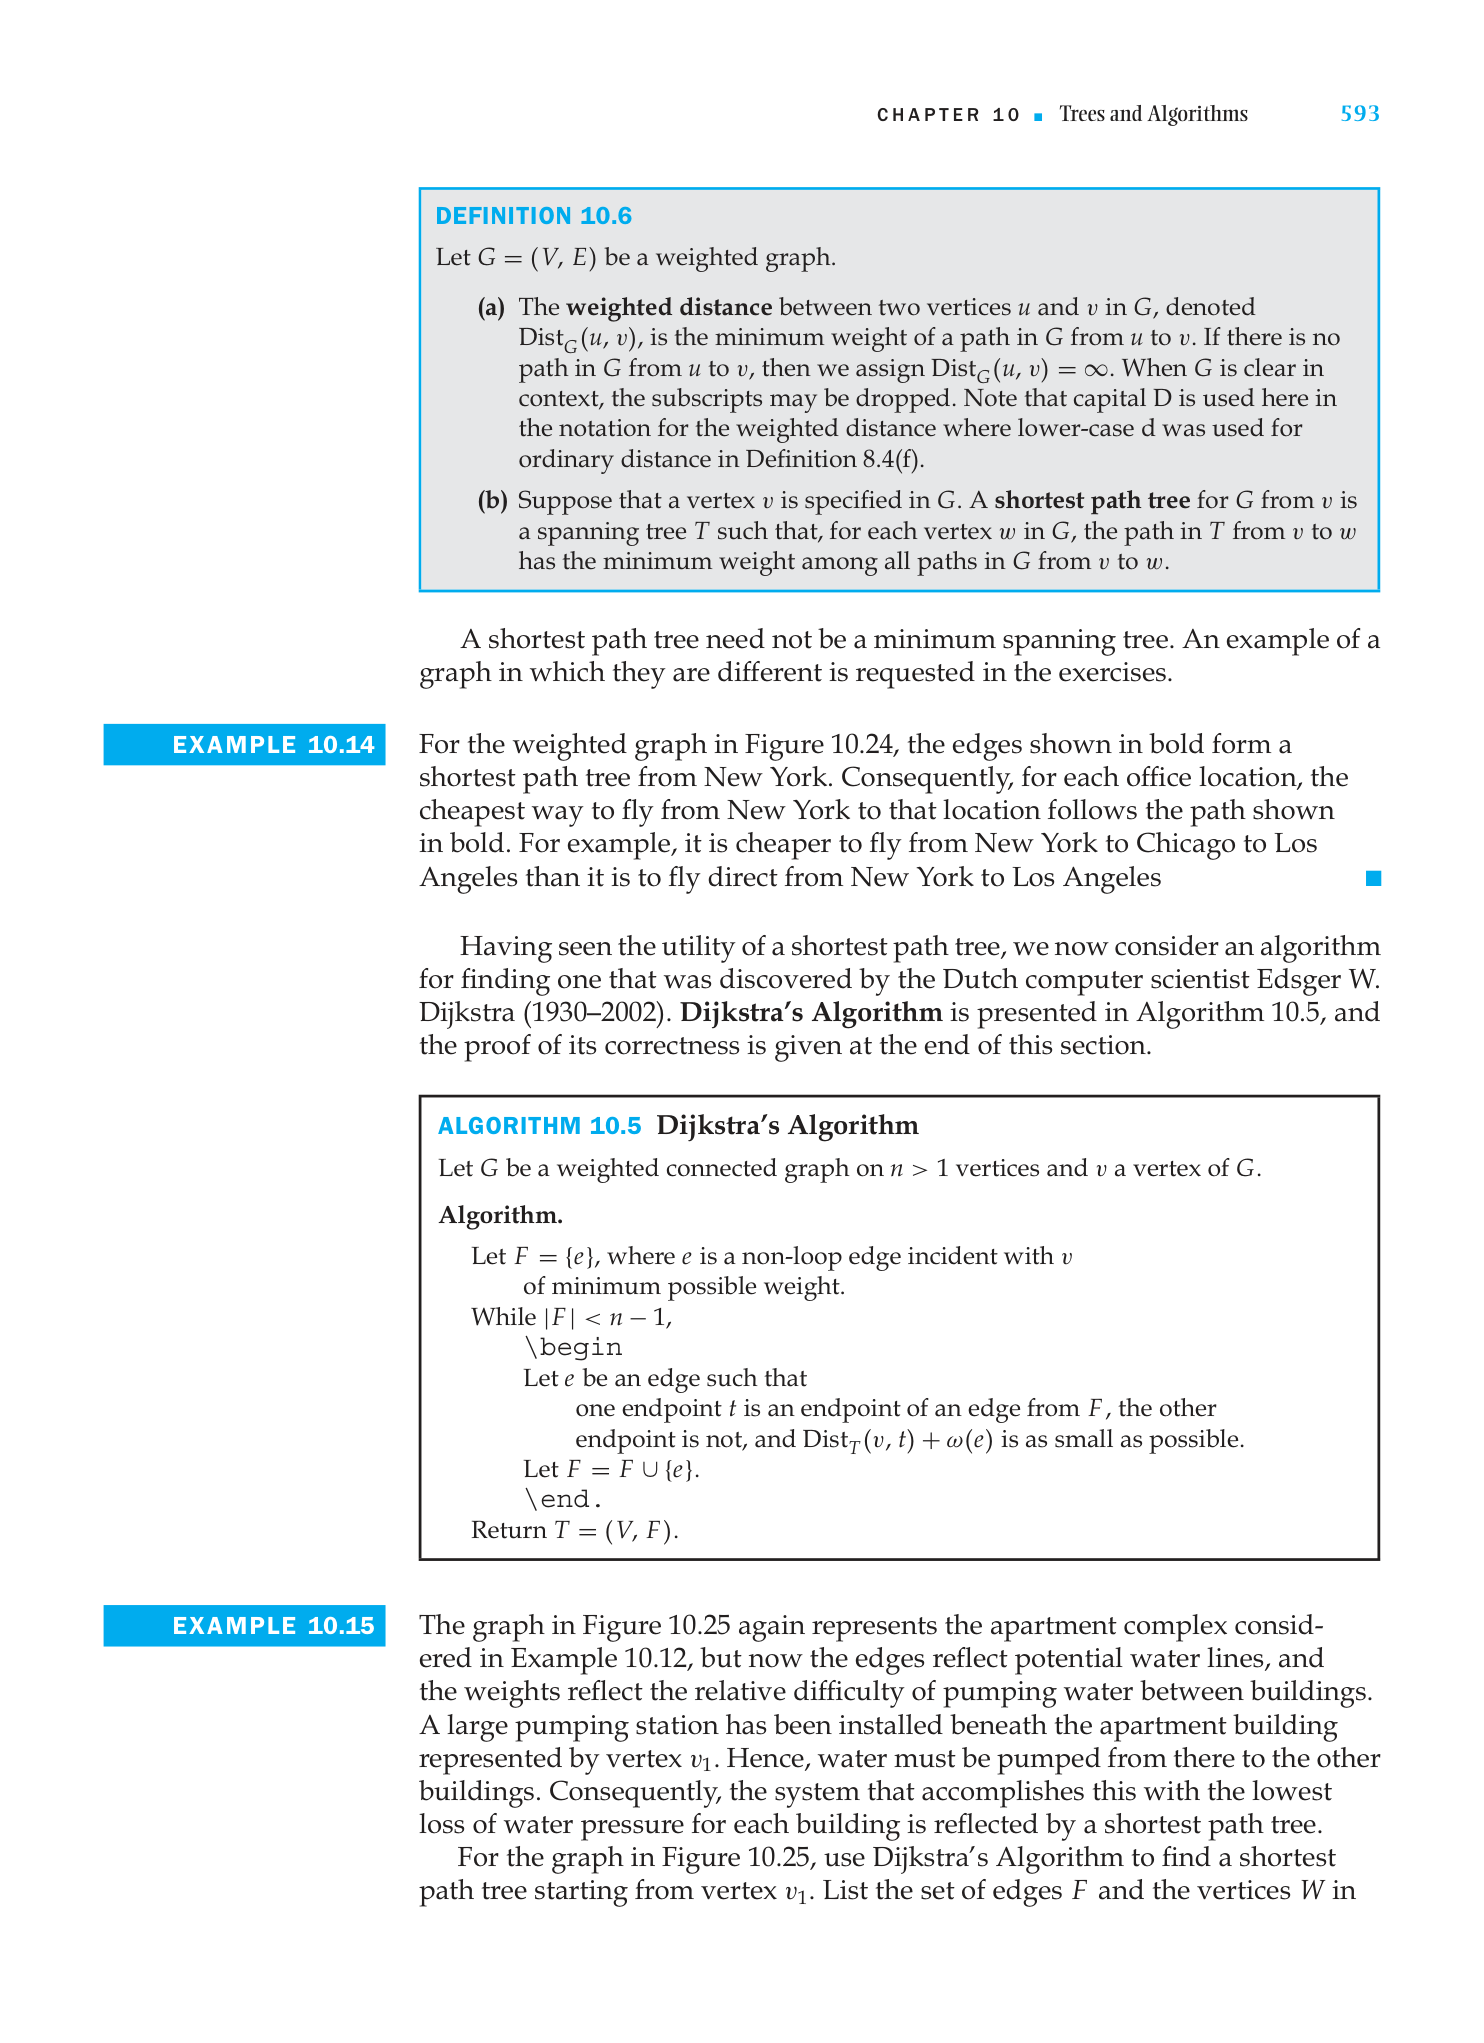 CHAPTER 10 ■ Trees and Algorithms 593
DEFINITION 10.6
Let G = (V, E) be a weighted graph.
(a) The weighted distance between two vertices u and v in G, denoted
Dist_G(u, v), is the minimum weight of a path in G from u to v. If there is no
path in G from u to v, then we assign Dist_G(u, v) = ∞. When G is clear in
context, the subscripts may be dropped. Note that capital D is used here in
the notation for the weighted distance where lower-case d was used for
ordinary distance in Definition 8.4(f).
(b) Suppose that a vertex v is specified in G. A shortest path tree for G from v is
a spanning tree T such that, for each vertex w in G, the path in T from v to w
has the minimum weight among all paths in G from v to w.
A shortest path tree need not be a minimum spanning tree. An example of a
graph in which they are different is requested in the exercises.
EXAMPLE 10.14 For the weighted graph in Figure 10.24, the edges shown in bold form a
shortest path tree from New York. Consequently, for each office location, the
cheapest way to fly from New York to that location follows the path shown
in bold. For example, it is cheaper to fly from New York to Chicago to Los
Angeles than it is to fly direct from New York to Los Angeles ■
Having seen the utility of a shortest path tree, we now consider an algorithm
for finding one that was discovered by the Dutch computer scientist Edsger W.
Dijkstra (1930–2002). Dijkstra's Algorithm is presented in Algorithm 10.5, and
the proof of its correctness is given at the end of this section.
ALGORITHM 10.5 Dijkstra's Algorithm
Let G be a weighted connected graph on n > 1 vertices and v a vertex of G.
Algorithm.
Let F = {e}, where e is a non-loop edge incident with v
of minimum possible weight.
While |F| < n − 1,
\begin
Let e be an edge such that
one endpoint t is an endpoint of an edge from F, the other
endpoint is not, and Dist_T(v, t) + ω(e) is as small as possible.
Let F = F ∪ {e}.
\end.
Return T = (V, F).
EXAMPLE 10.15 The graph in Figure 10.25 again represents the apartment complex consid-
ered in Example 10.12, but now the edges reflect potential water lines, and
the weights reflect the relative difficulty of pumping water between buildings.
A large pumping station has been installed beneath the apartment building
represented by vertex v₁. Hence, water must be pumped from there to the other
buildings. Consequently, the system that accomplishes this with the lowest
loss of water pressure for each building is reflected by a shortest path tree.
For the graph in Figure 10.25, use Dijkstra's Algorithm to find a shortest
path tree starting from vertex v₁. List the set of edges F and the vertices W in